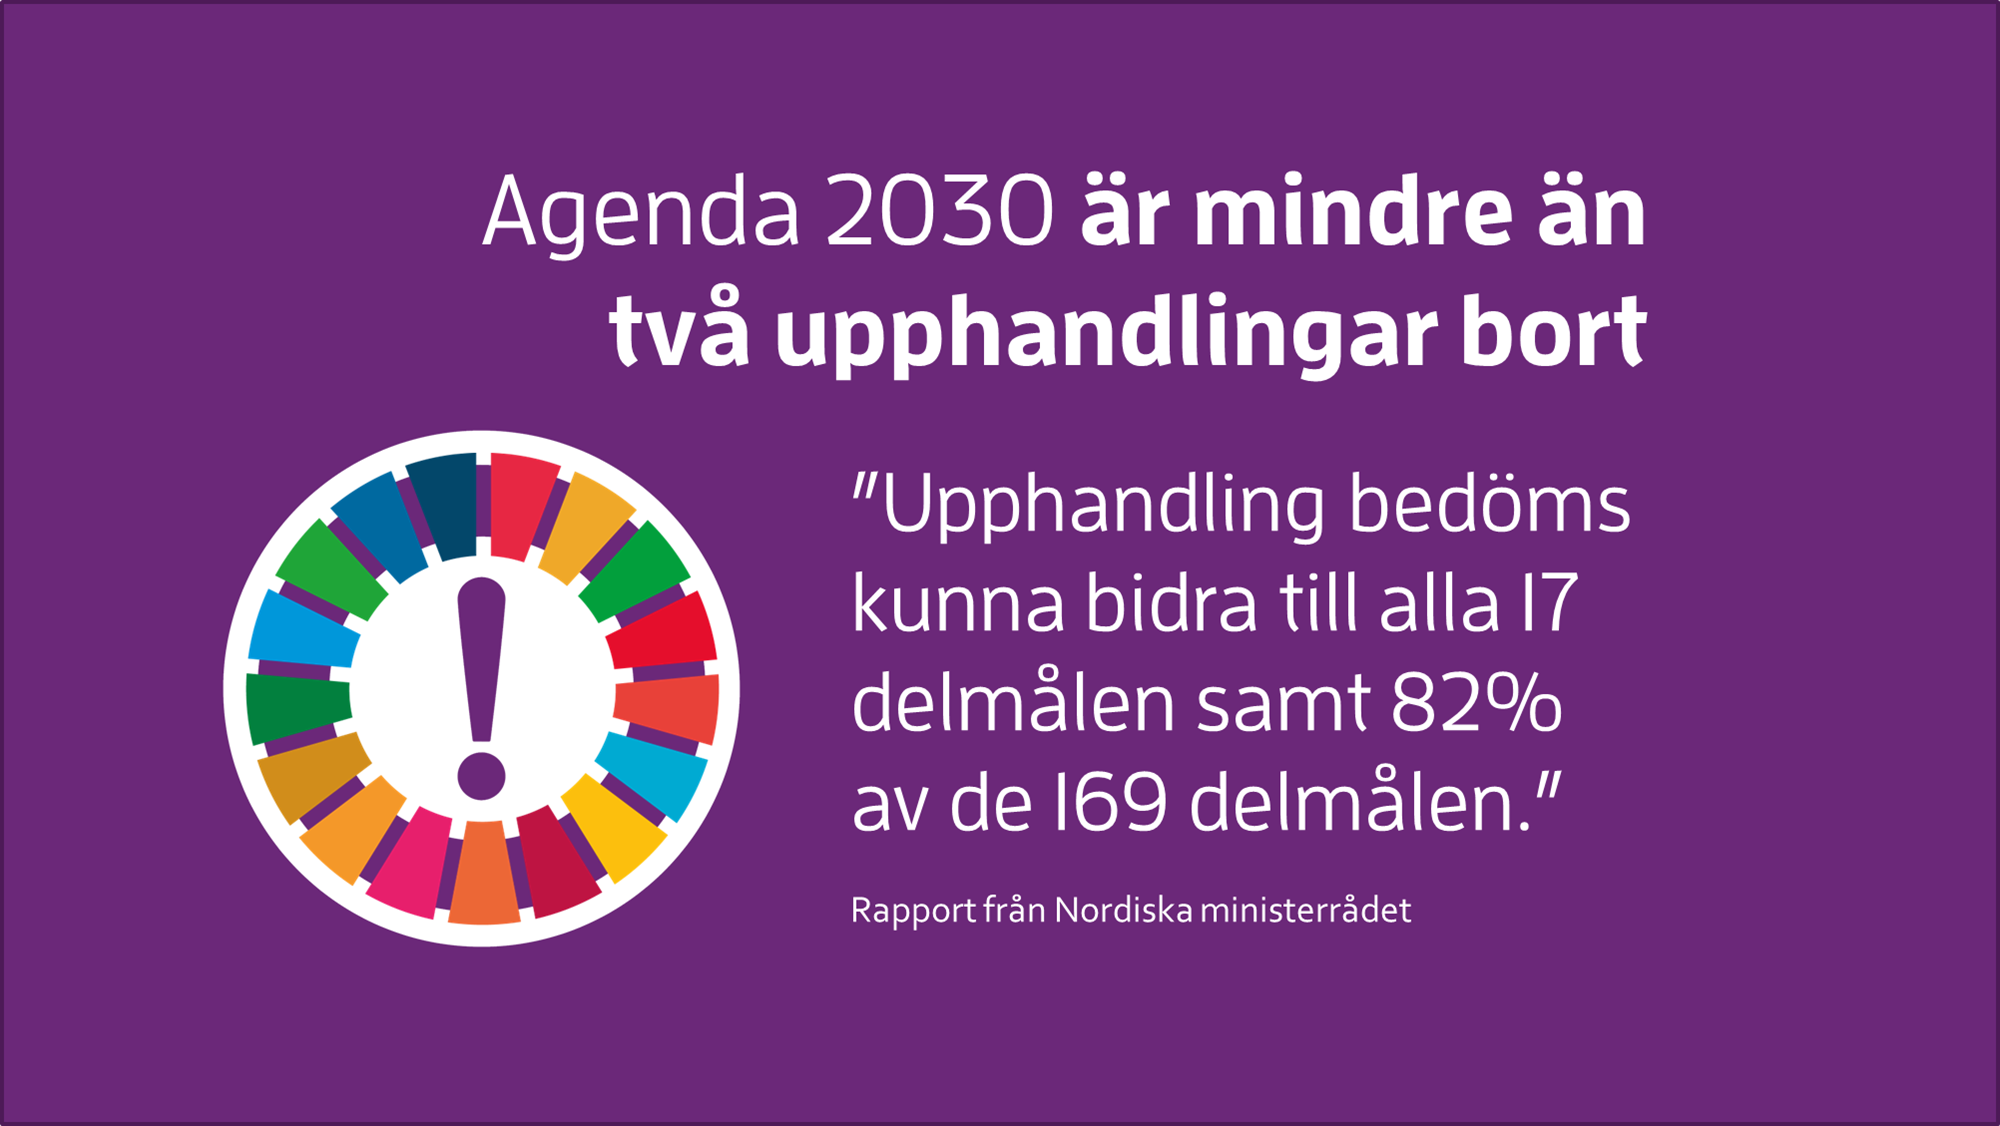 Agenda 2030 är mindre än
två upphandlingar bort
”Upphandling bedöms
kunna bidra till alla 17
delmålen samt 82%
av de 169 delmålen.”
Rapport från Nordiska ministerrådet